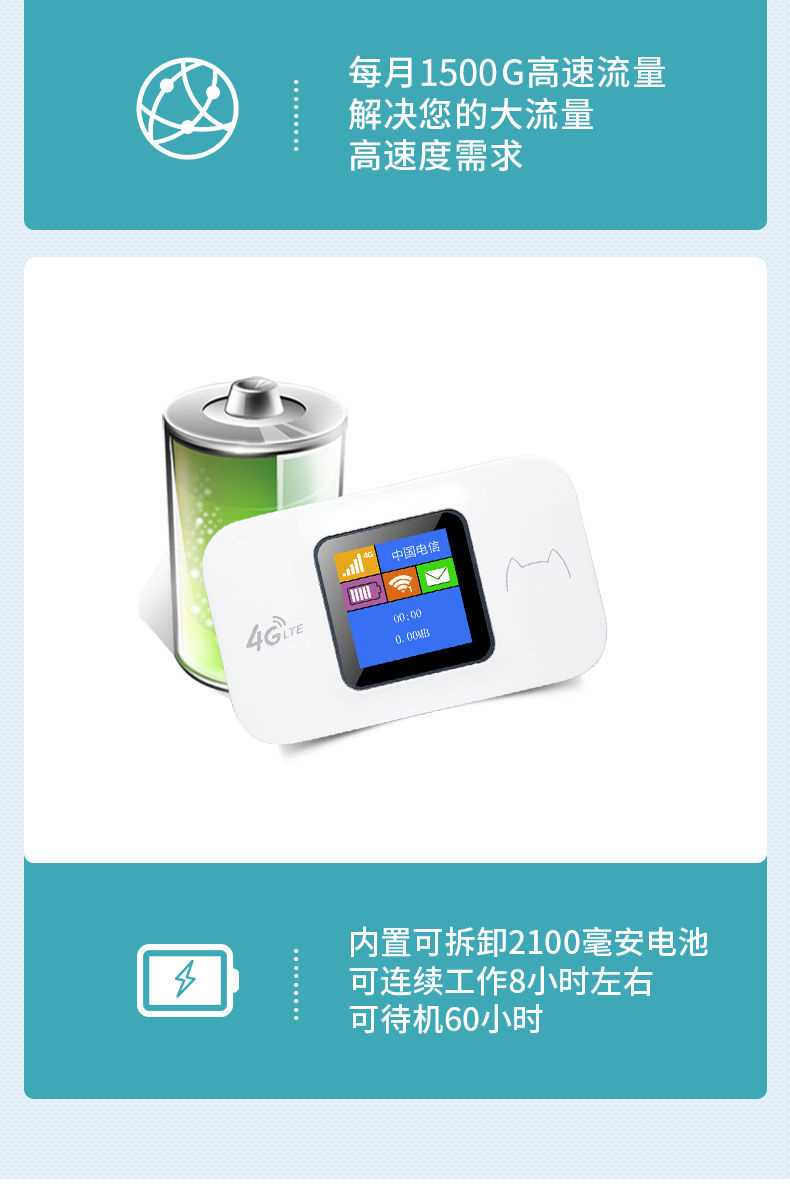 每月1500G高速流量
解决您的大流量
高速度需求
4G
中国电信
00:00
0.00MB
4G LTE
内置可拆卸2100毫安电池
可连续工作8小时左右
可待机60小时